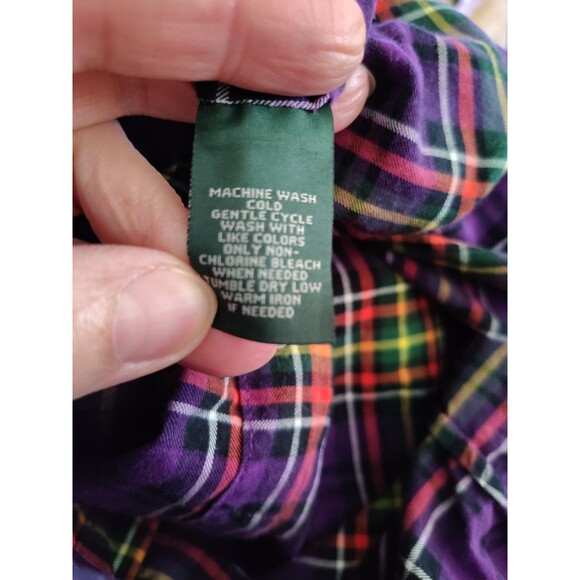 MACHINE WASH
COLD
GENTLE CYCLE
WASH WITH
LIKE COLORS
ONLY NON-
CHLORINE BLEACH
WHEN NEEDED
TUMBLE DRY LOW
WARM IRON
IF NEEDED